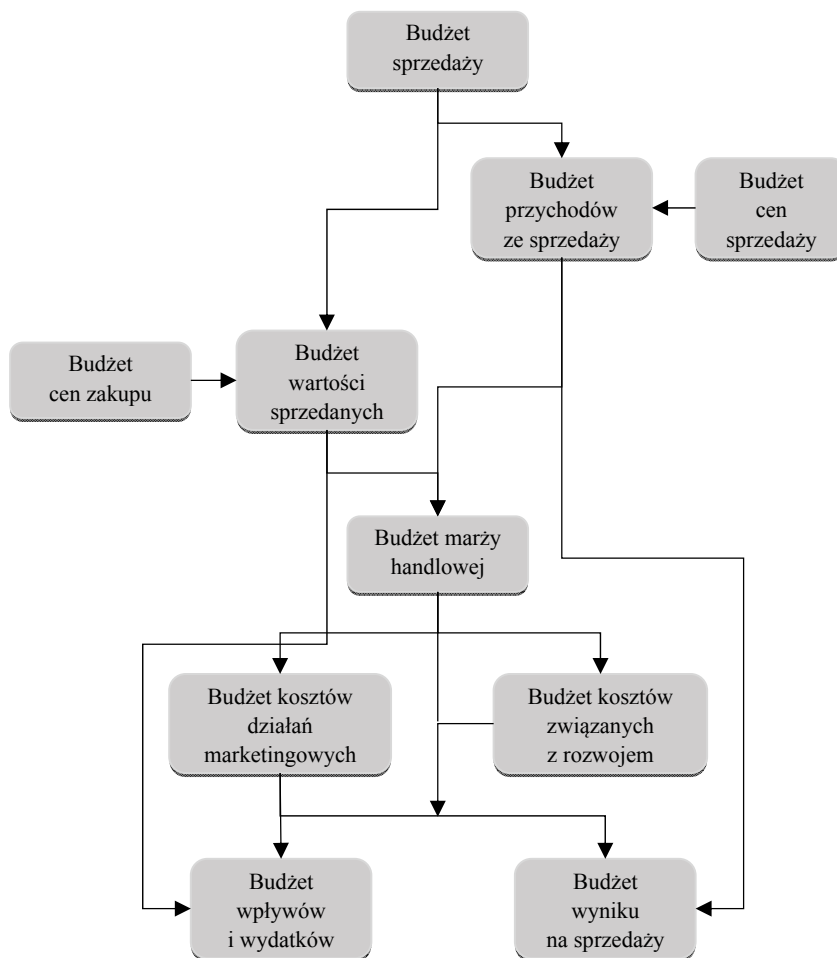 Budżet
sprzedaży
Budżet
przychodów
ze sprzedaży
Budżet
cen
sprzedaży
Budżet
cen zakupu
Budżet
wartości
sprzedanych
Budżet marży
handlowej
Budżet kosztów
działań
marketingowych
Budżet kosztów
związanych
z rozwojem
Budżet
wpływów
i wydatków
Budżet
wyniku
na sprzedaży